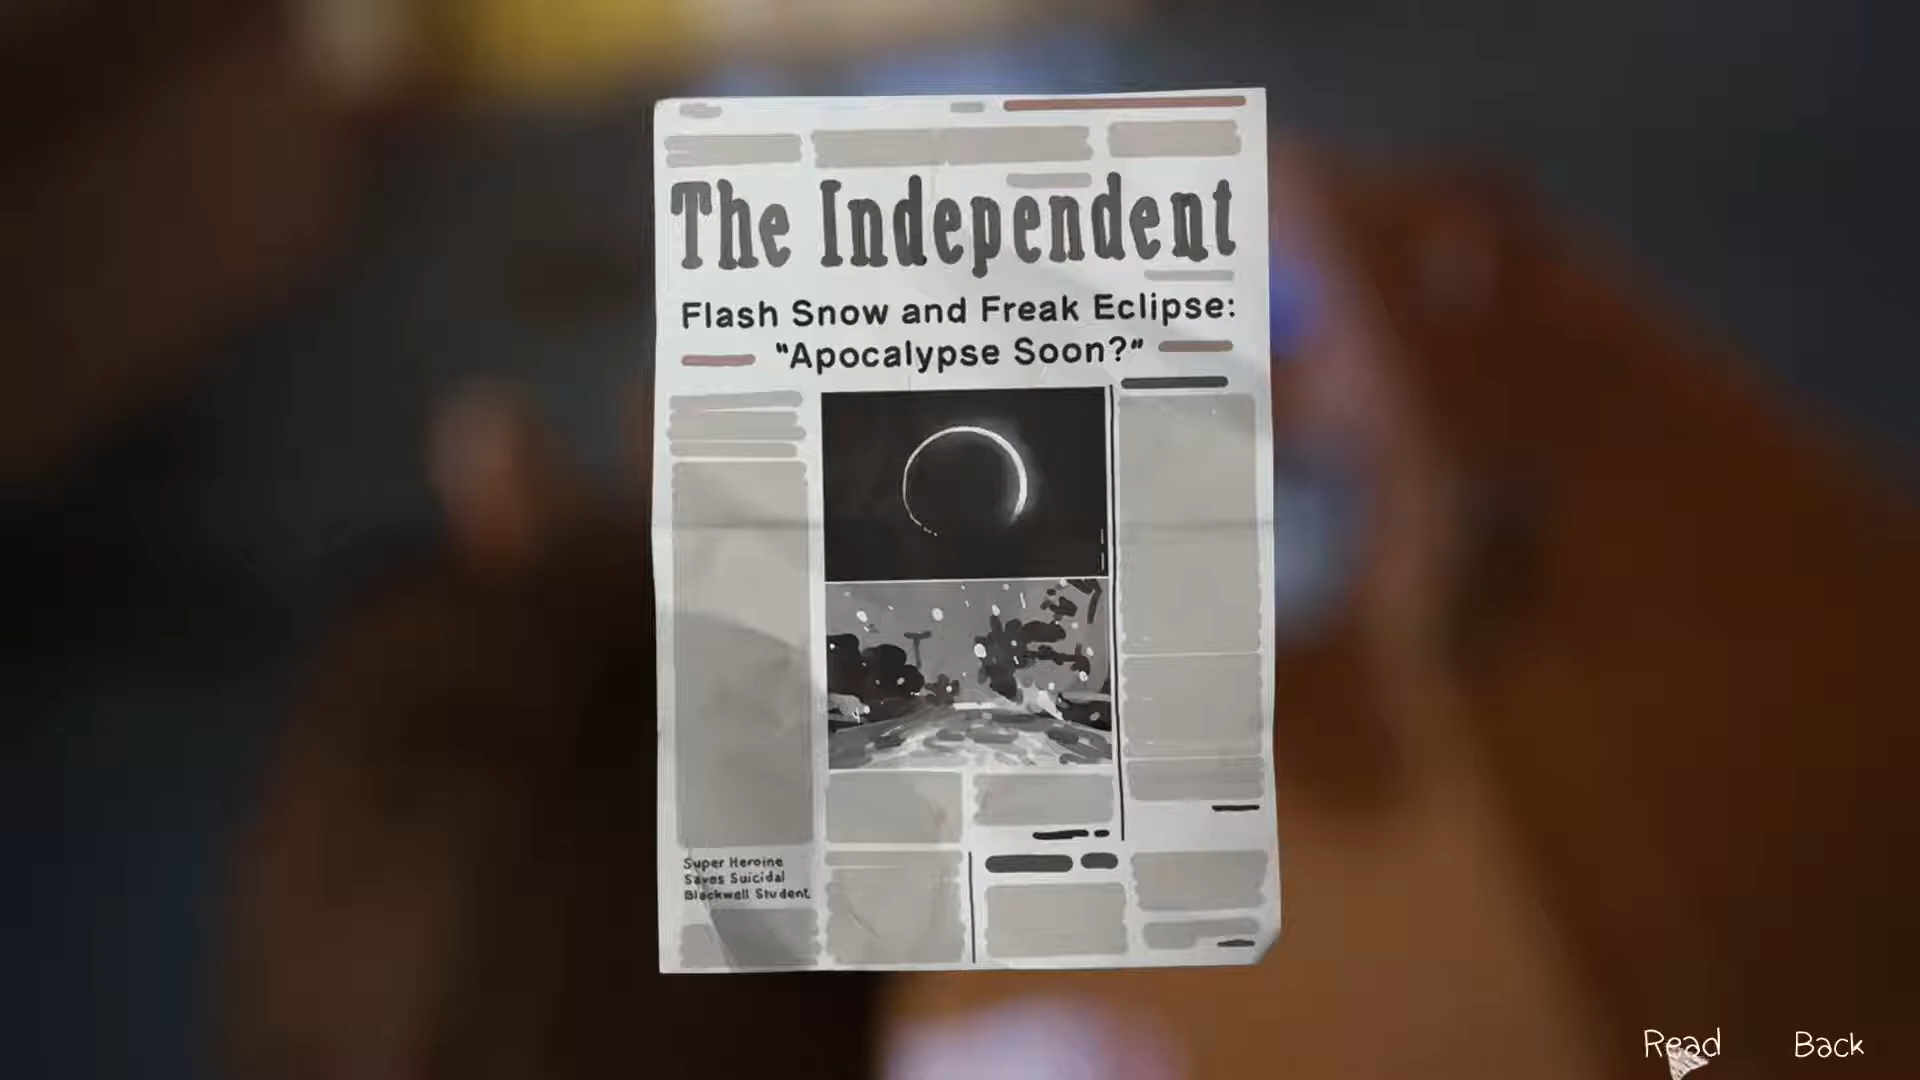 The Independent
Flash Snow and Freak Eclipse:
"Apocalypse Soon?"
Super Heroine
Saves Suicidal
Blackwell Student
Read
Back